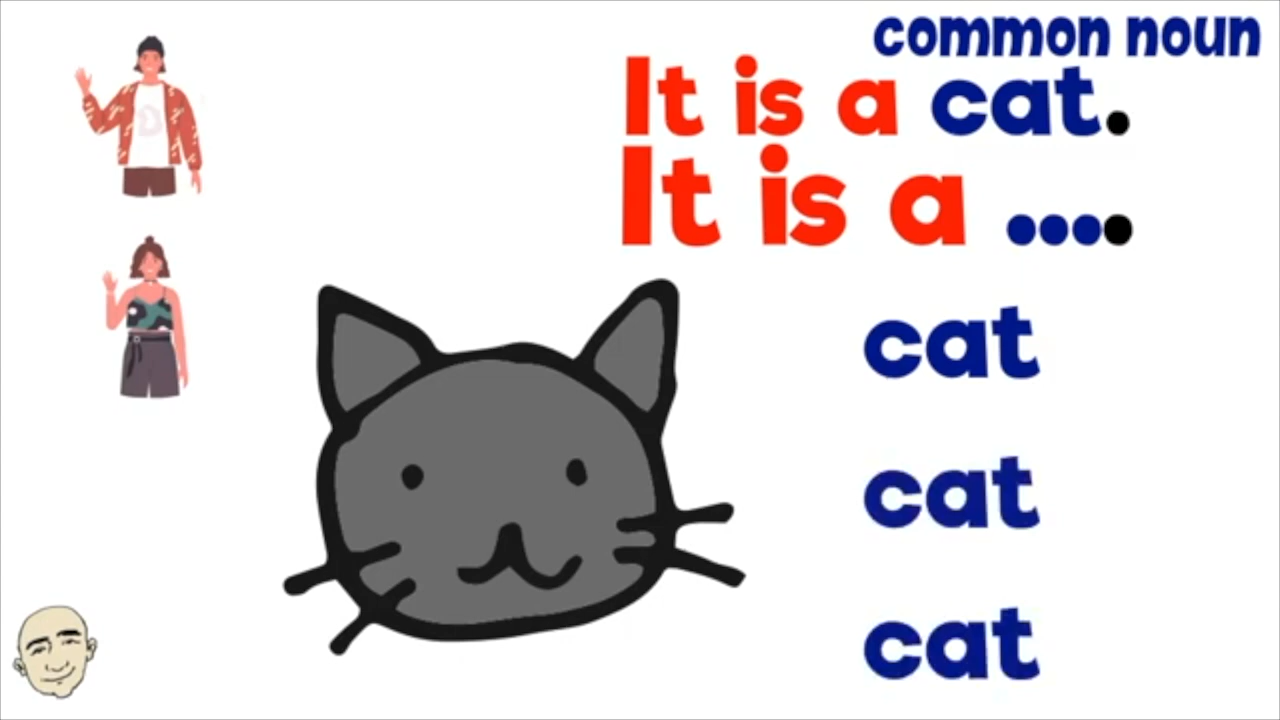 common noun
It is a cat.
It is a ....
cat
cat
cat